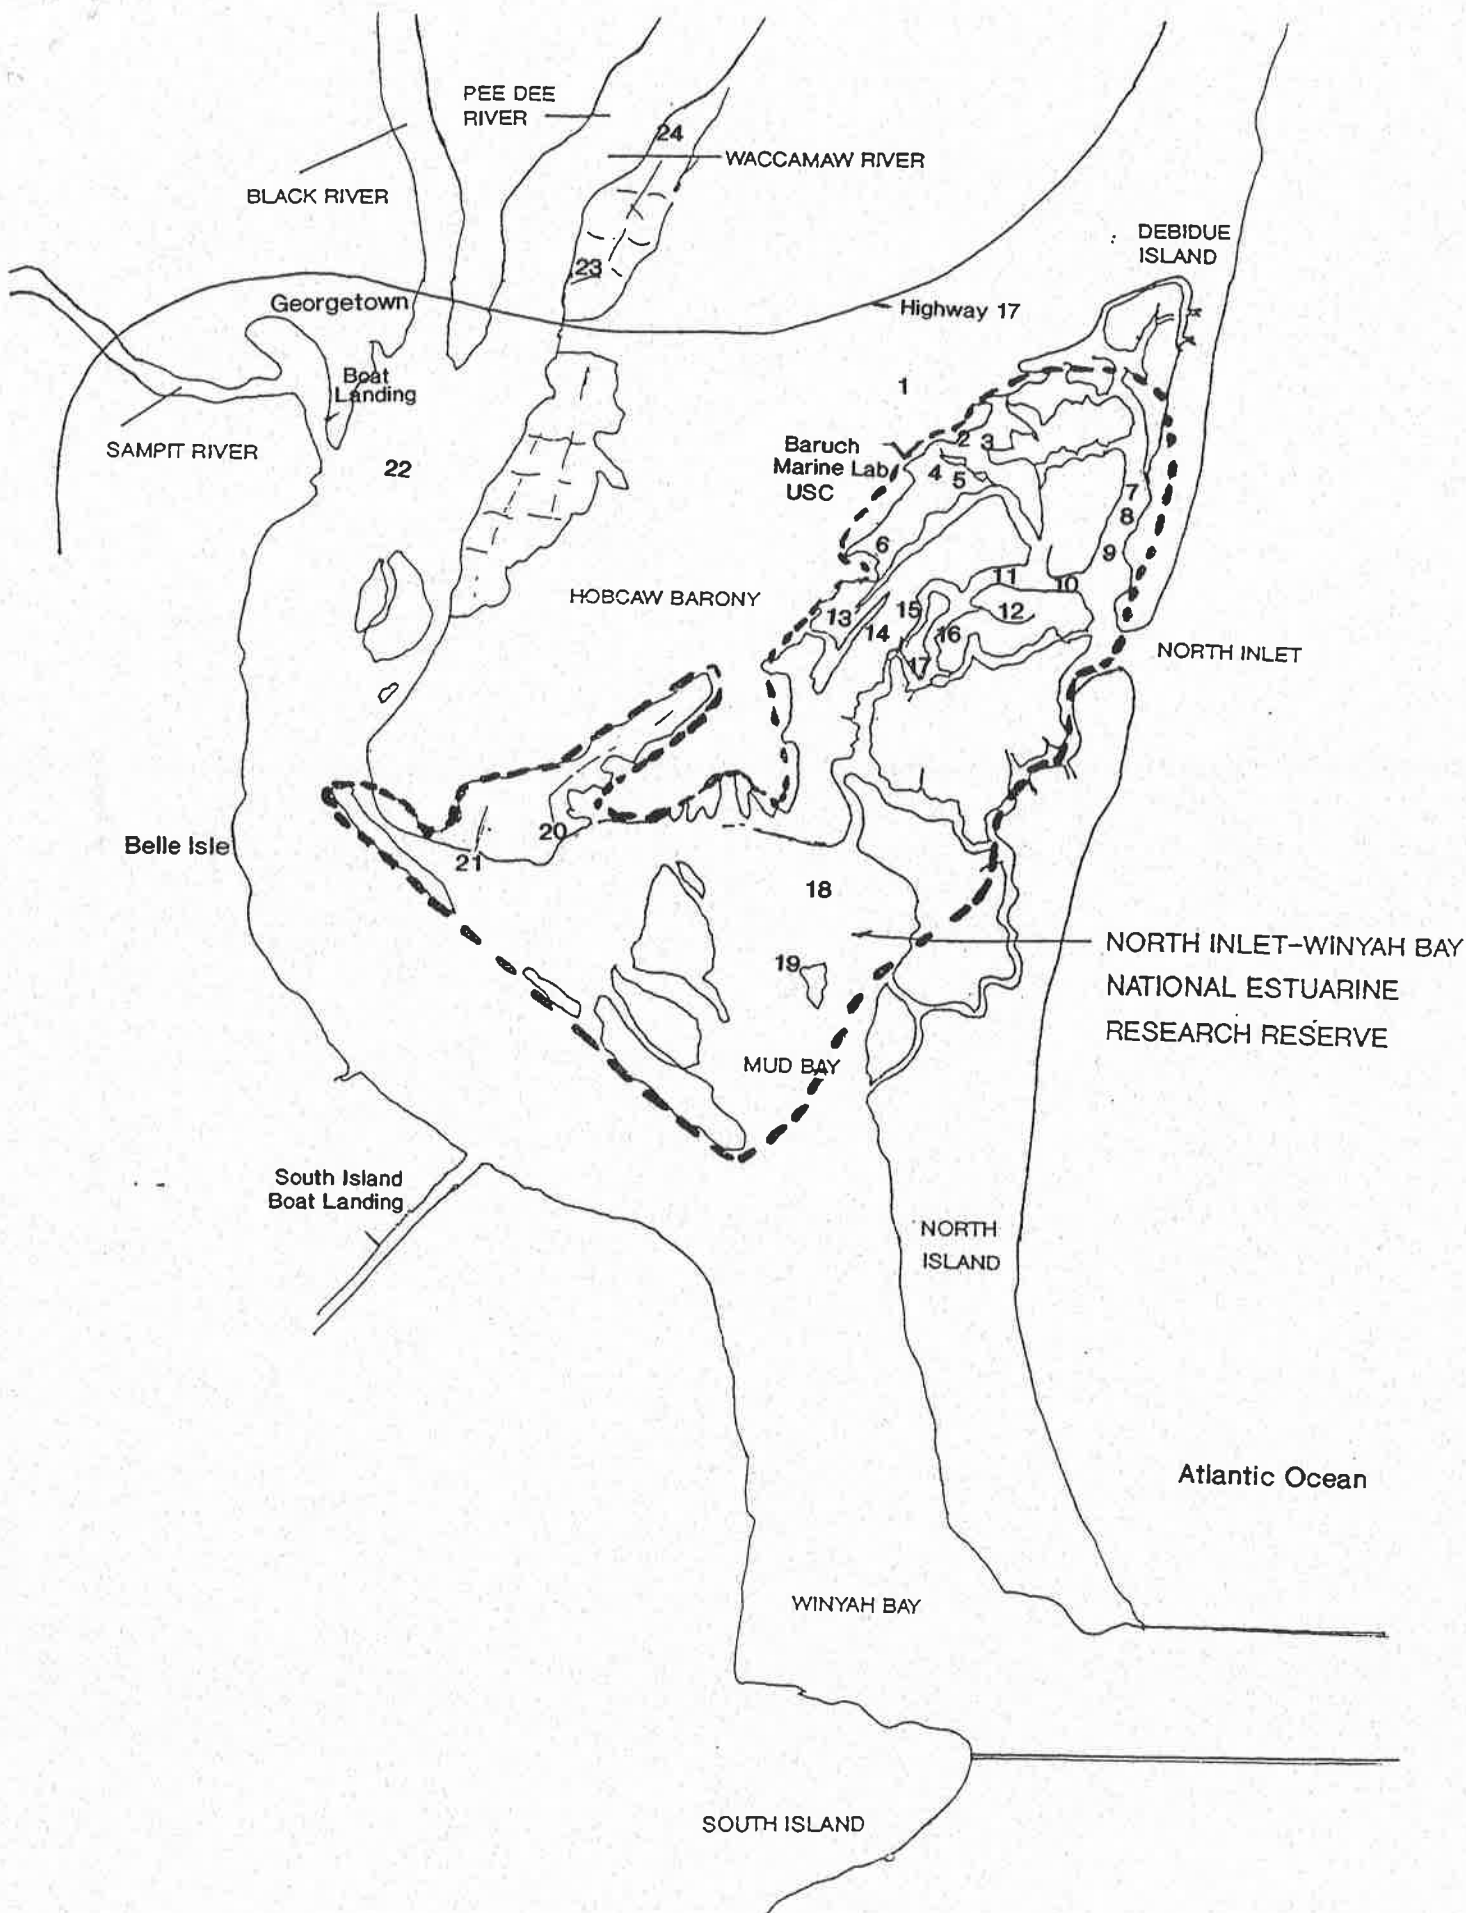 PEE DEE
RIVER
24
WACCAMAW RIVER
BLACK RIVER
DEBIDUE
ISLAND
23
Georgetown
Highway 17
Boat
Landing
1
SAMPIT RIVER
22
Baruch
Marine Lab
USC
2
3
4
5
6
7
8
9
10
11
12
HOBCAW BARONY
13
14
15
16
17
NORTH INLET
Belle Isle
20
21
18
19
NORTH INLET-WINYAH BAY
NATIONAL ESTUARINE
RESEARCH RESERVE
MUD BAY
South Island
Boat Landing
NORTH
ISLAND
Atlantic Ocean
WINYAH BAY
SOUTH ISLAND